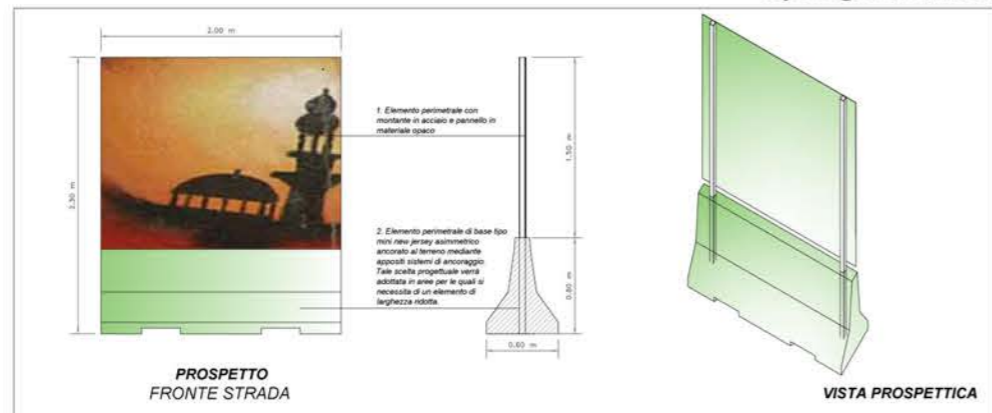 2.00 m
2.30 m
1. Elemento perimetrale con
montante in acciaio e pannello in
materiale opaco
2. Elemento perimetrale di base tipo
mini new jersey asimmetrico
ancorato al terreno mediante
appositi sistemi di ancoraggio.
Tale scelta progettuale verrà
adottata in aree per le quali si
necessita di un elemento di
larghezza ridotta.
1.50 m
0.80 m
0.60 m
PROSPETTO
FRONTE STRADA
VISTA PROSPETTICA